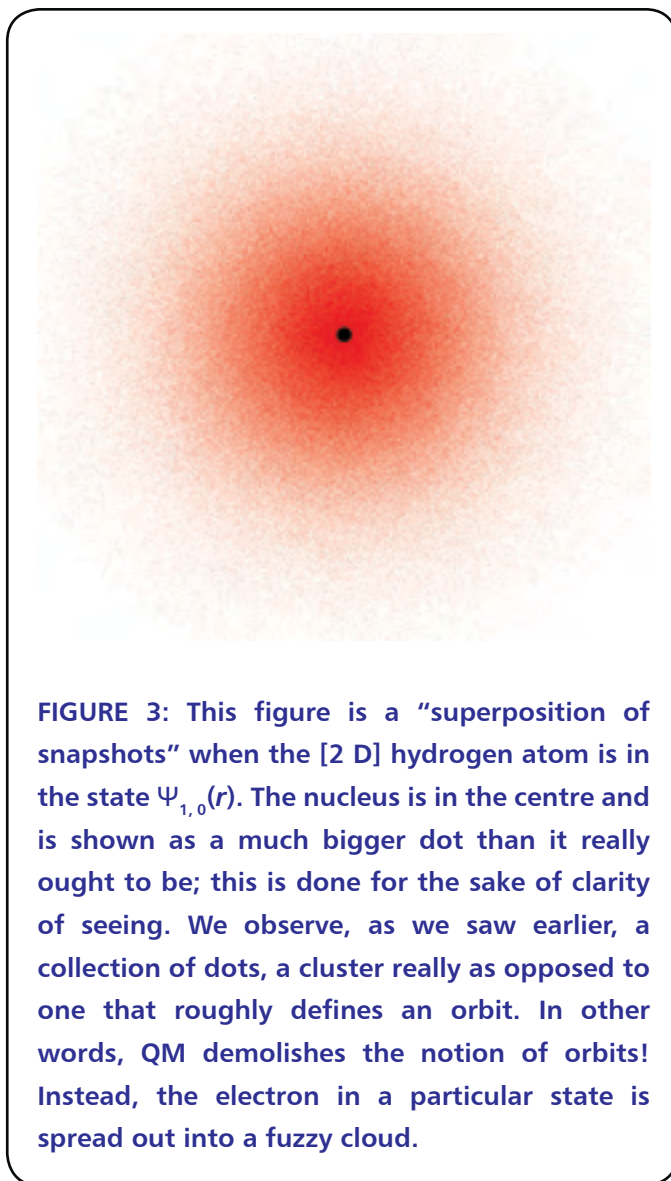 FIGURE 3: This figure is a “superposition of
snapshots” when the [2 D] hydrogen atom is in
the state Ψ1, 0(r). The nucleus is in the centre and
is shown as a much bigger dot than it really
ought to be; this is done for the sake of clarity
of seeing. We observe, as we saw earlier, a
collection of dots, a cluster really as opposed to
one that roughly defines an orbit. In other
words, QM demolishes the notion of orbits!
Instead, the electron in a particular state is
spread out into a fuzzy cloud.